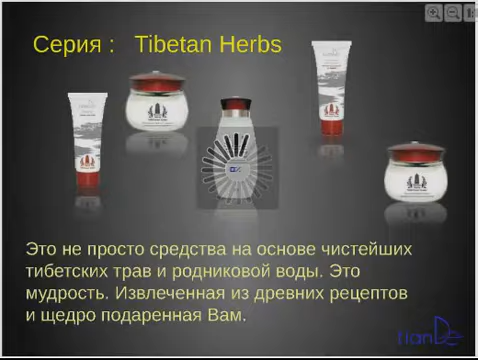 Серия : Tibetan Herbs
Это не просто средства на основе чистейших
тибетских трав и родниковой воды. Это
мудрость. Извлеченная из древних рецептов
и щедро подаренная Вам.
tianDe